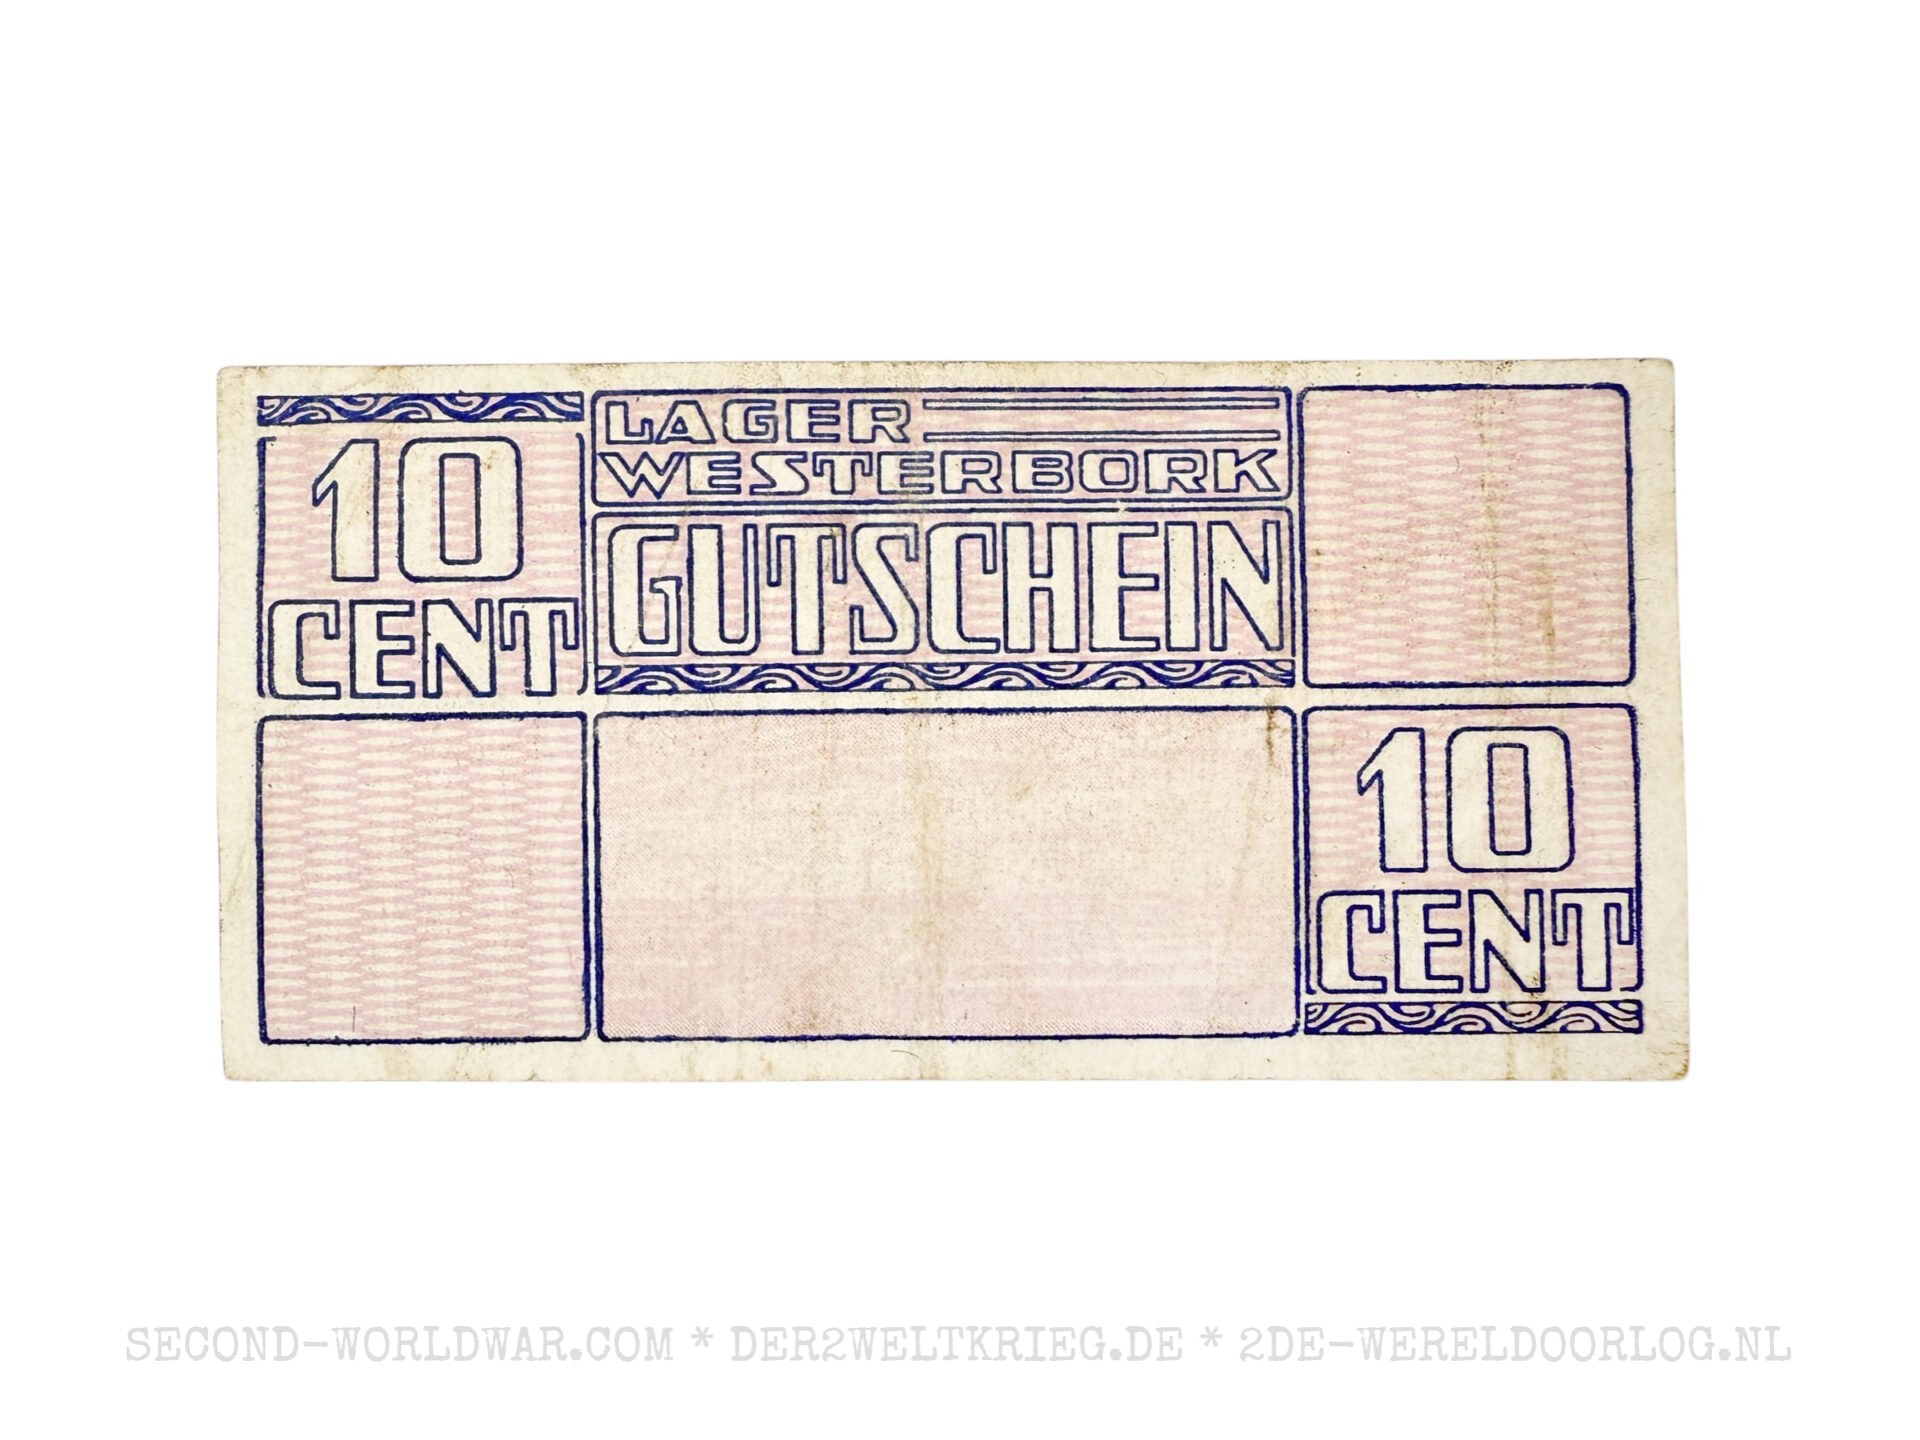 10
CENT
LAGER
WESTERBORK
GUTSCHEIN
10
CENT
SECOND-WORLDWAR.COM * DER2WELTKRIEG.DE * 2DE-WERELDOORLOG.NL